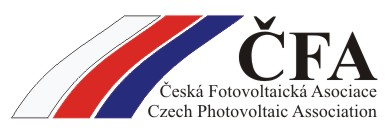 ČFA
Česká Fotovoltaická Asociace
Czech Photovoltaic Association